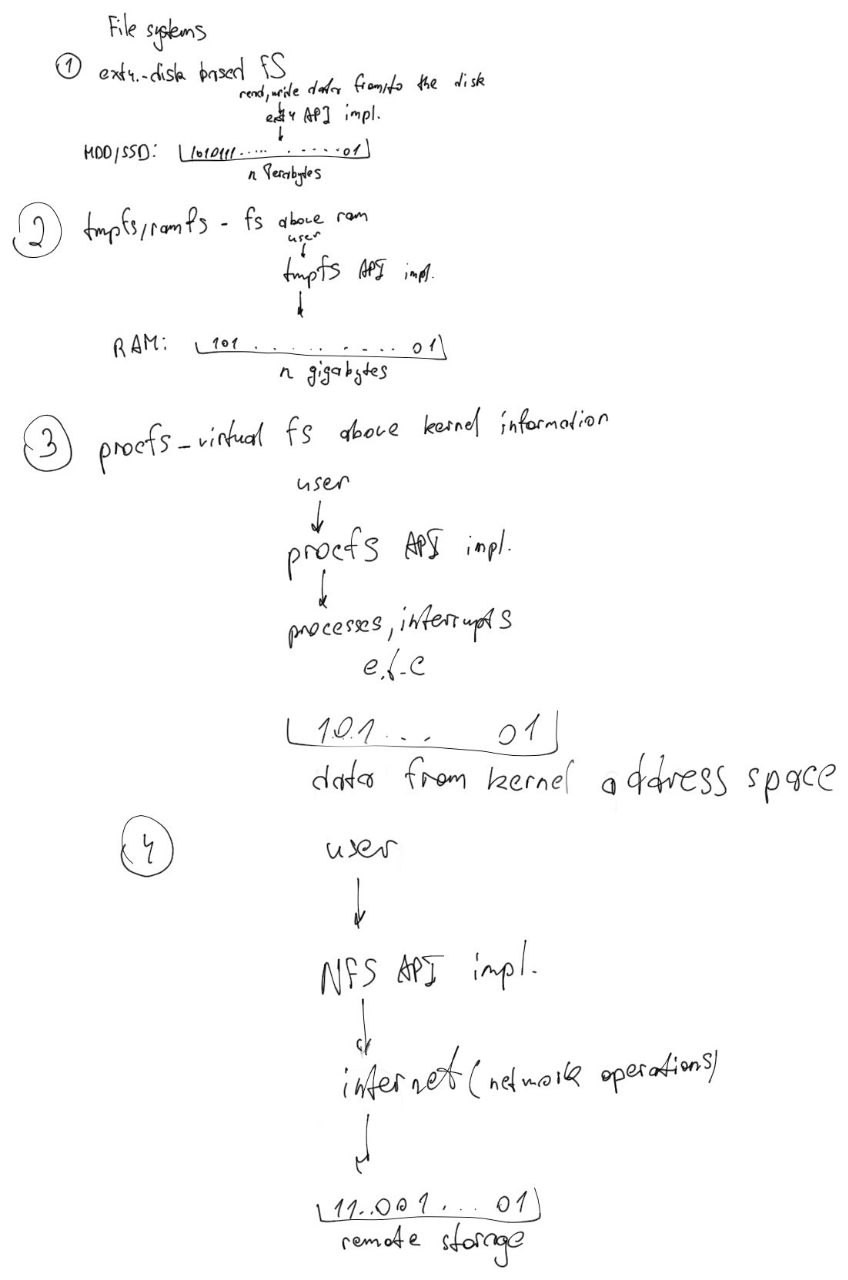 File systems
① ext4.-disk based fS
read, write data from/to the disk
ext4 API impl.
HDD/SSD: 1010111..... ......01
n Terabytes
② tmpfs/ramfs - fs above ram
user
tmpfs API impl.
RAM: 101 . . . . . . . . . 01
n gigabytes
③ procfs - virtual fs above kernel information
user
procfs API impl.
processes, interrupts
e.t.c
1.0.1... 01
data from kernel address space
④ user
NFS API impl.
internet (network operations)
11..001... 01
remote storage